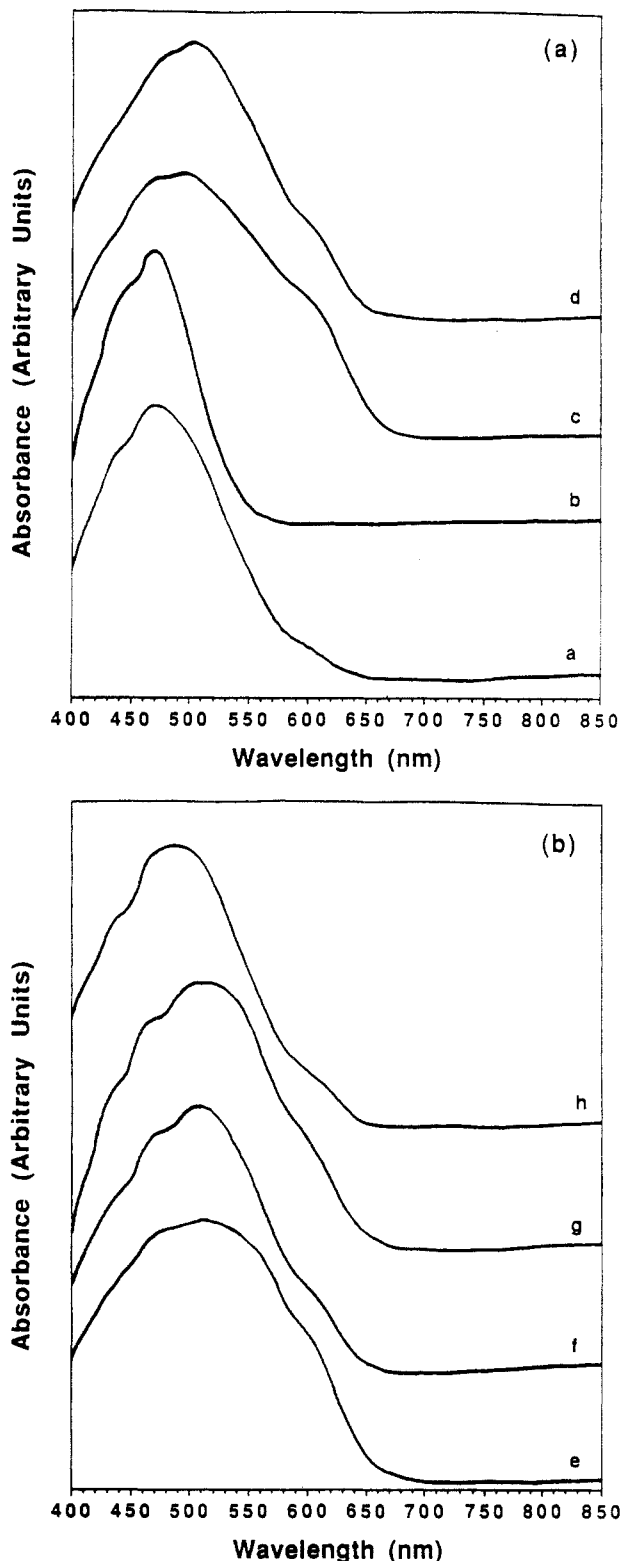 (a)
Absorbance (Arbitrary Units)
d
c
b
a
400 450 500 550 600 650 700 750 800 850
Wavelength (nm)
(b)
Absorbance (Arbitrary Units)
h
g
f
e
400 450 500 550 600 650 700 750 800 850
Wavelength (nm)